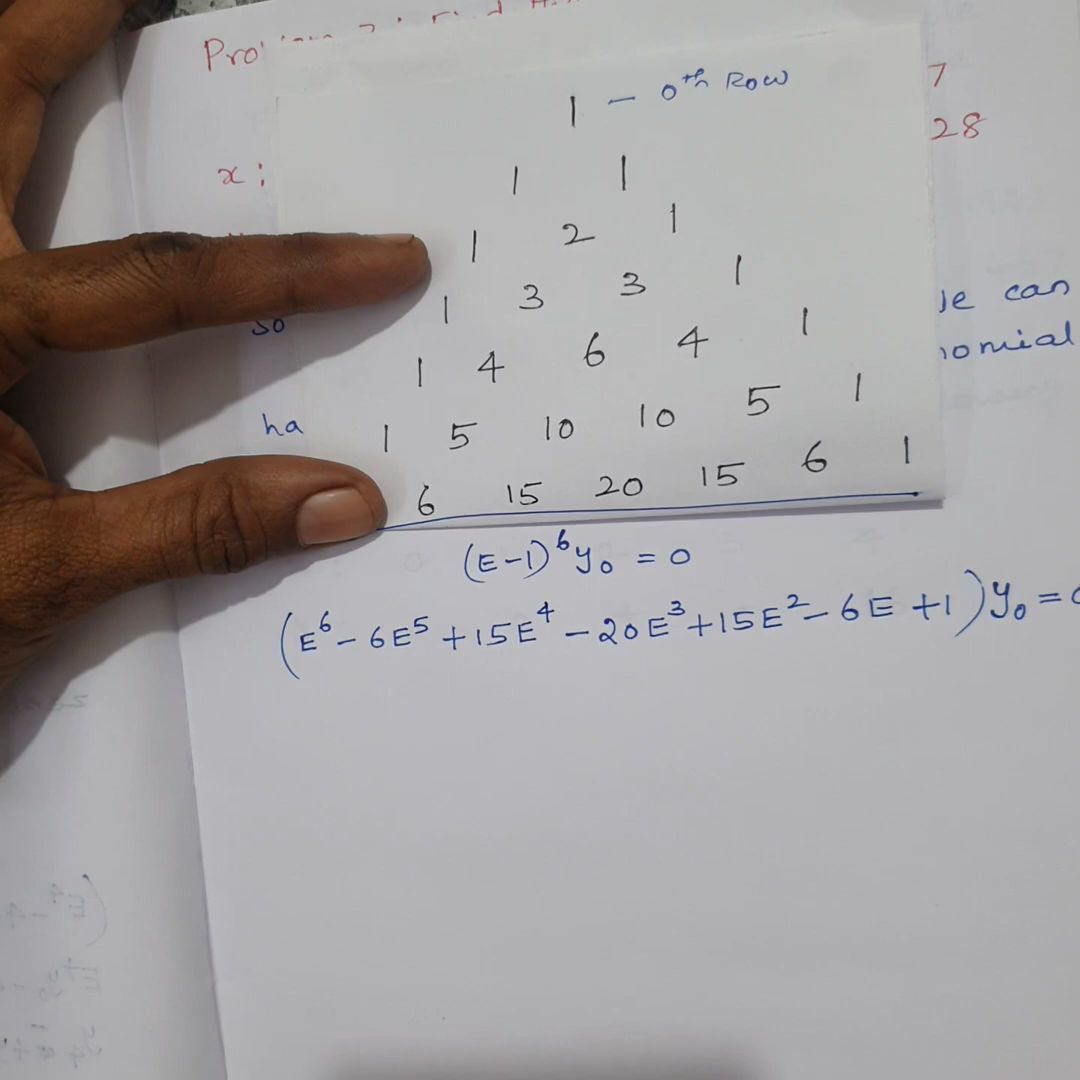 Pro
1 - 0th Row
7
28
x:
1 1
1 2 1
1 3 3 1
so
can
1 4 6 4 1
nomial
ha
1 5 10 10 5 1
6 15 20 15 6 1
(E-1)⁶y₀ = 0
(E⁶-6E⁵+15E⁴-20E³+15E²-6E+1)y₀=0